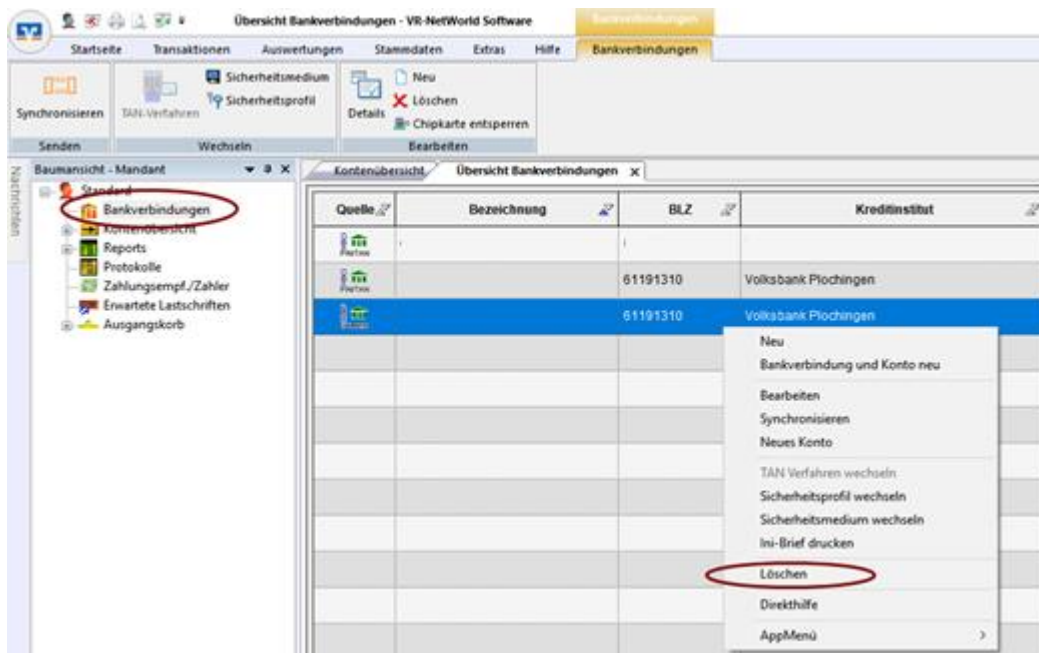 Übersicht Bankverbindungen - VR-NetWorld Software
Bankverbindungen
Startseite Transaktionen Auswertungen Stammdaten Extras Hilfe Bankverbindungen
Synchronisieren
TAN-Verfahren
Sicherheitsmedium
Sicherheitsprofil
Details
Neu
Löschen
Chipkarte entsperren
Senden Wechseln Bearbeiten
Nachrichten
Baumansicht - Mandant
Standard
Bankverbindungen
Kontenübersicht
Reports
Protokolle
Zahlungsempf./Zahler
Erwartete Lastschriften
Ausgangskorb
Kontenübersicht Übersicht Bankverbindungen x
Quelle Bezeichnung BLZ Kreditinstitut
61191310 Volksbank Plochingen
61191310 Volksbank Plochingen
Neu
Bankverbindung und Konto neu
Bearbeiten
Synchronisieren
Neues Konto
TAN Verfahren wechseln
Sicherheitsprofil wechseln
Sicherheitsmedium wechseln
Ini-Brief drucken
Löschen
Direkthilfe
AppMenü